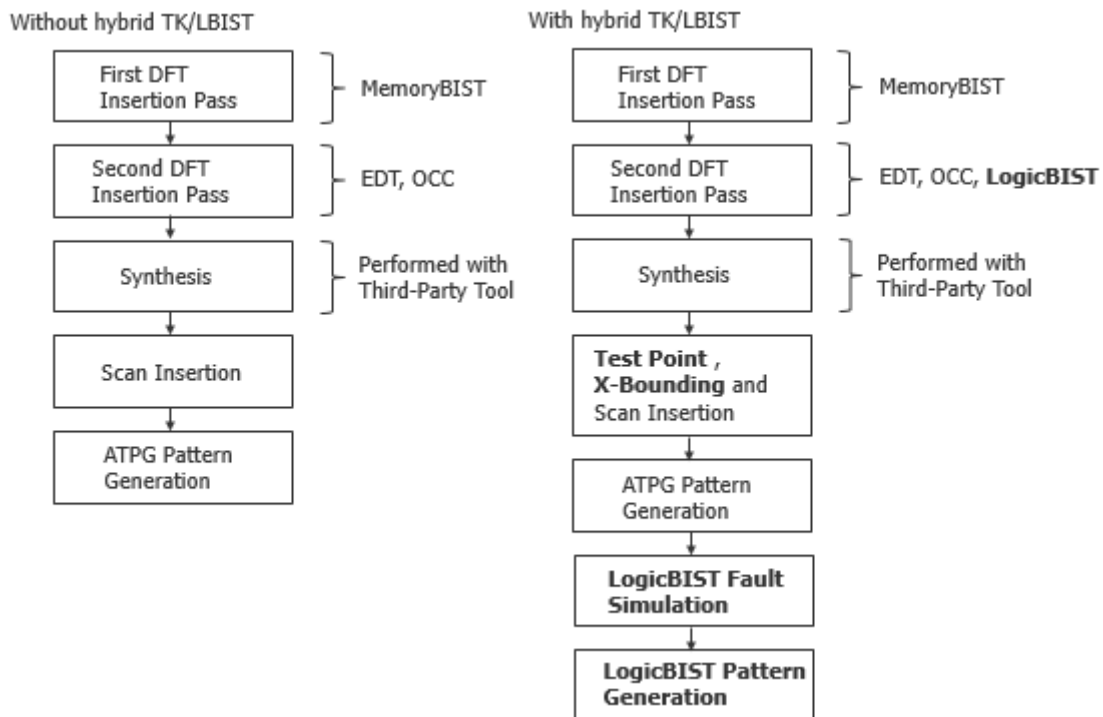 Without hybrid TK/LBIST
First DFT
Insertion Pass
MemoryBIST
Second DFT
Insertion Pass
EDT, OCC
Synthesis
Performed with
Third-Party Tool
Scan Insertion
ATPG Pattern
Generation
With hybrid TK/LBIST
First DFT
Insertion Pass
MemoryBIST
Second DFT
Insertion Pass
EDT, OCC, LogicBIST
Synthesis
Performed with
Third-Party Tool
Test Point ,
X-Bounding and
Scan Insertion
ATPG Pattern
Generation
LogicBIST Fault
Simulation
LogicBIST Pattern
Generation